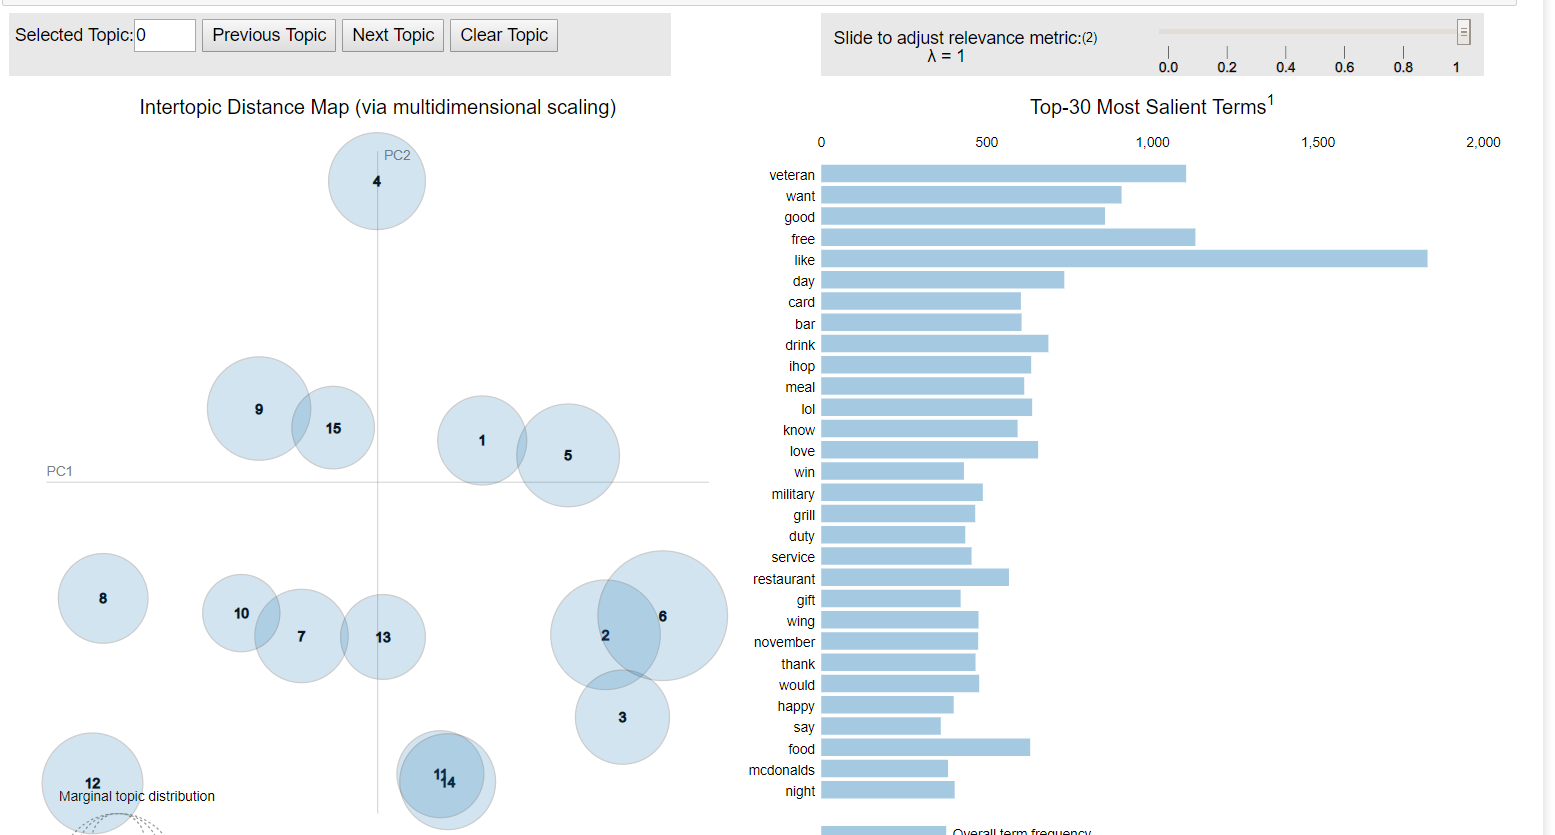 Selected Topic: 0 Previous Topic Next Topic Clear Topic
Slide to adjust relevance metric:(2)
λ = 1
0.0 0.2 0.4 0.6 0.8 1
Intertopic Distance Map (via multidimensional scaling)
PC2
4
9
15
1
5
PC1
8
10
7
13
2
6
3
11
14
12
Marginal topic distribution
Top-30 Most Salient Terms1
0 500 1,000 1,500 2,000
veteran
want
good
free
like
day
card
bar
drink
ihop
meal
lol
know
love
win
military
grill
duty
service
restaurant
gift
wing
november
thank
would
happy
say
food
mcdonalds
night
Overall term frequency